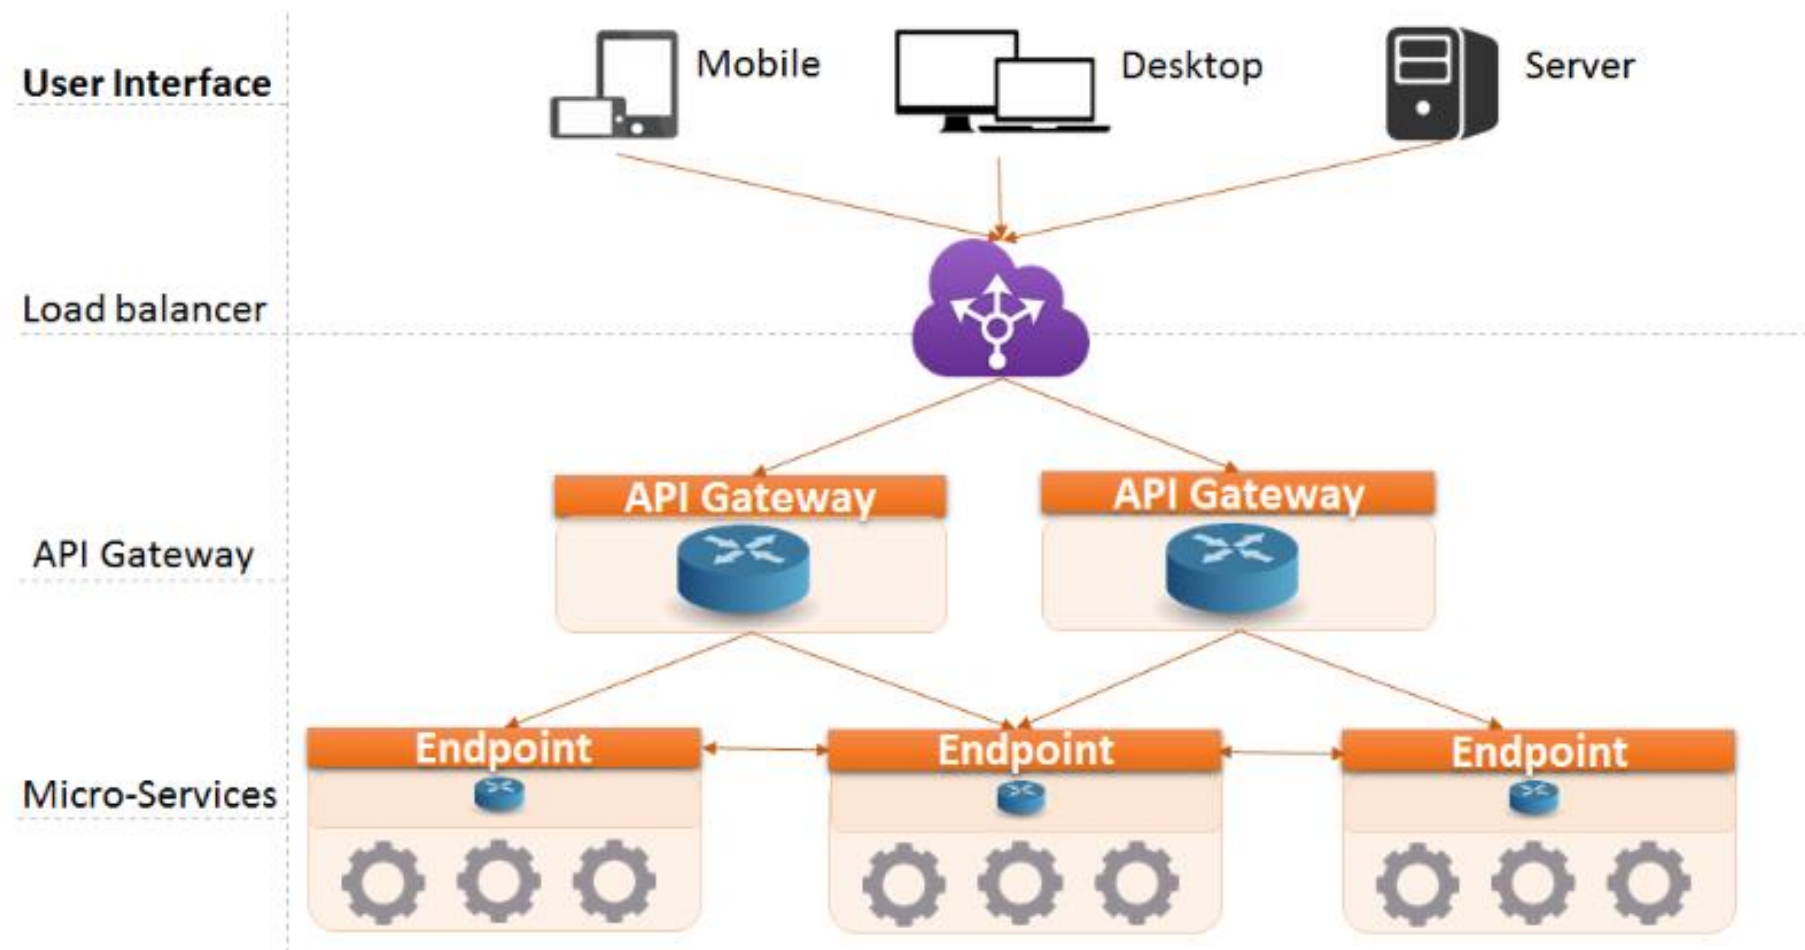 User Interface
Mobile
Desktop
Server
Load balancer
API Gateway
API Gateway
API Gateway
Endpoint
Endpoint
Endpoint
Micro-Services